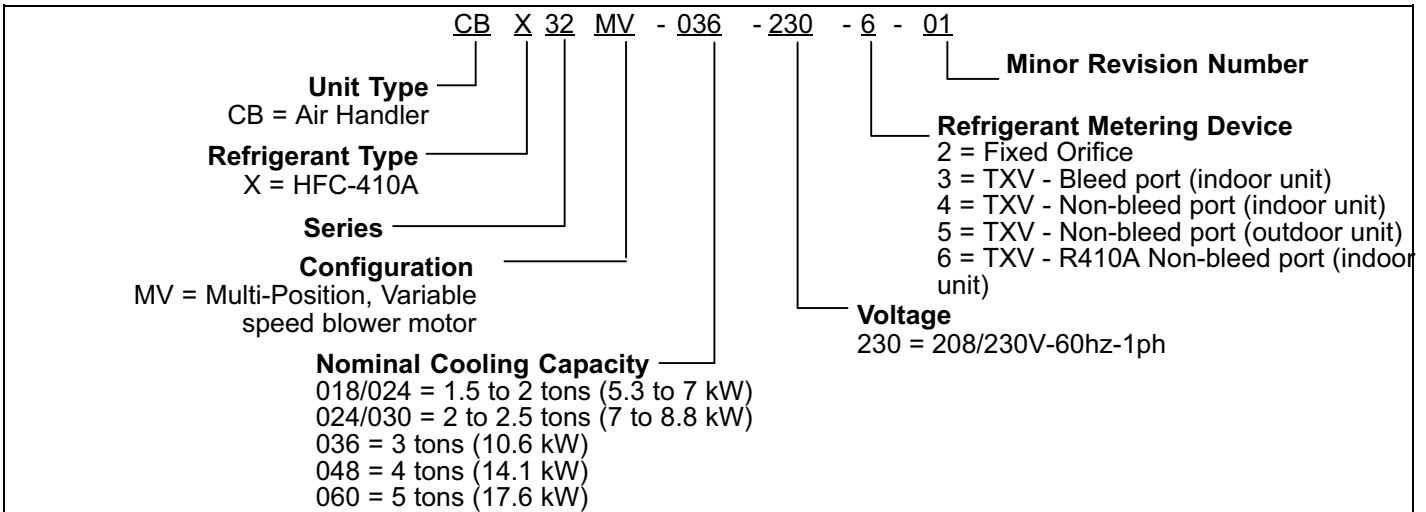 CB X 32 MV - 036 - 230 - 6 - 01
Unit Type
CB = Air Handler
Refrigerant Type
X = HFC-410A
Series
Configuration
MV = Multi-Position, Variable
speed blower motor
Nominal Cooling Capacity
018/024 = 1.5 to 2 tons (5.3 to 7 kW)
024/030 = 2 to 2.5 tons (7 to 8.8 kW)
036 = 3 tons (10.6 kW)
048 = 4 tons (14.1 kW)
060 = 5 tons (17.6 kW)
Minor Revision Number
Refrigerant Metering Device
2 = Fixed Orifice
3 = TXV - Bleed port (indoor unit)
4 = TXV - Non-bleed port (indoor unit)
5 = TXV - Non-bleed port (outdoor unit)
6 = TXV - R410A Non-bleed port (indoor
unit)
Voltage
230 = 208/230V-60hz-1ph